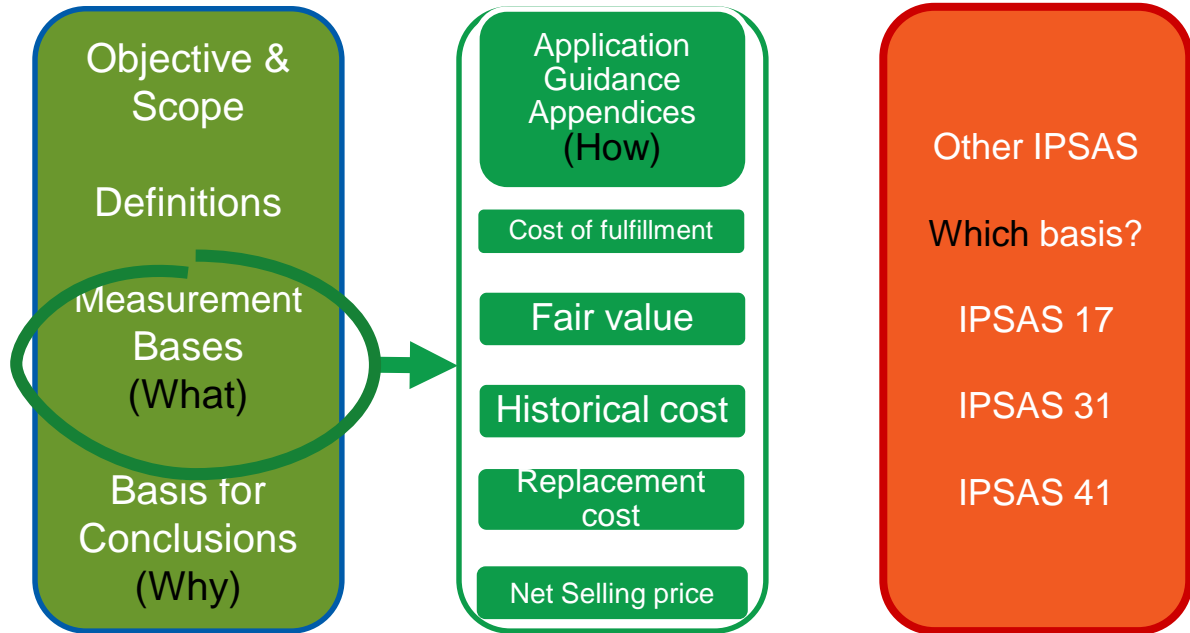 Objective &
Scope
Definitions
Measurement
Bases
(What)
Basis for
Conclusions
(Why)
Application
Guidance
Appendices
(How)
Cost of fulfillment
Fair value
Historical cost
Replacement
cost
Net Selling price
Other IPSAS
Which basis?
IPSAS 17
IPSAS 31
IPSAS 41